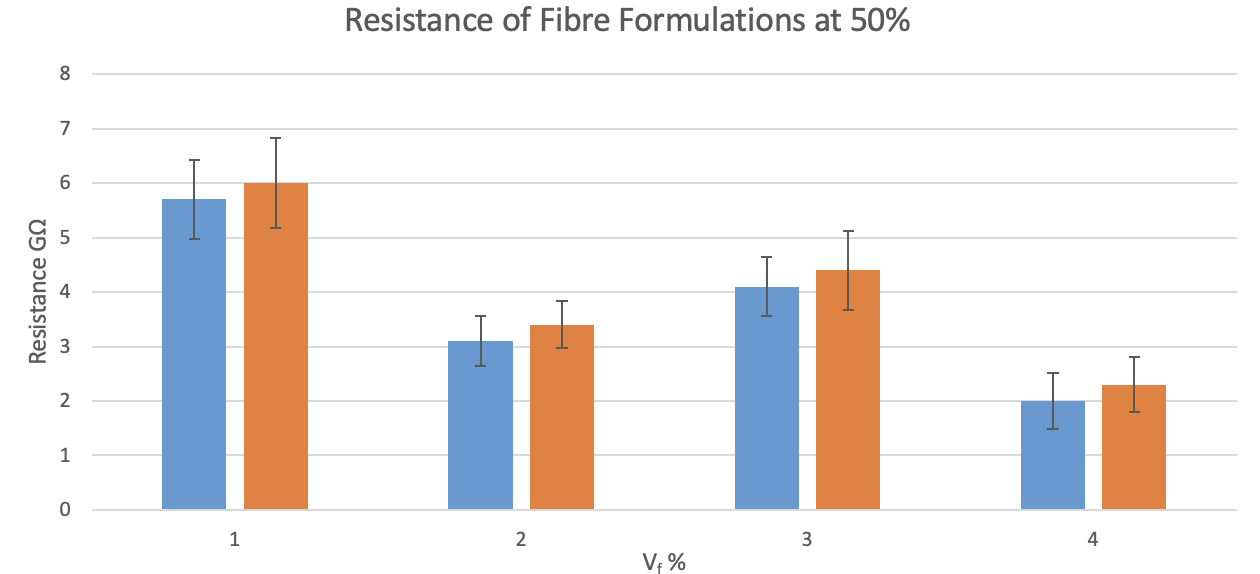 Resistance of Fibre Formulations at 50%
8
7
6
5
4
3
2
1
0
Resistance GΩ
1 2 3 4
Vf %